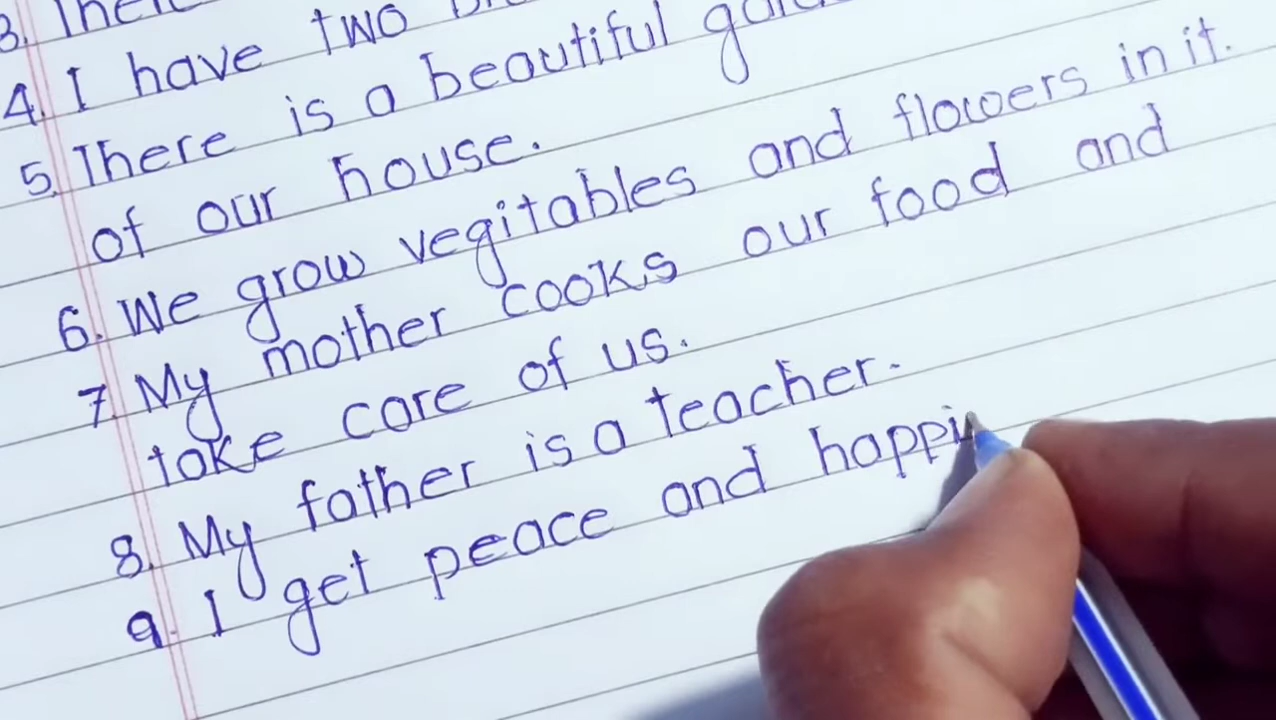 3.
4. I have two
5. There is a beautiful
of our house.
6. We grow vegitables and flowers in it.
7. My mother cooks our food and
take care of us.
8. My father is a teacher.
9. I get peace and happi